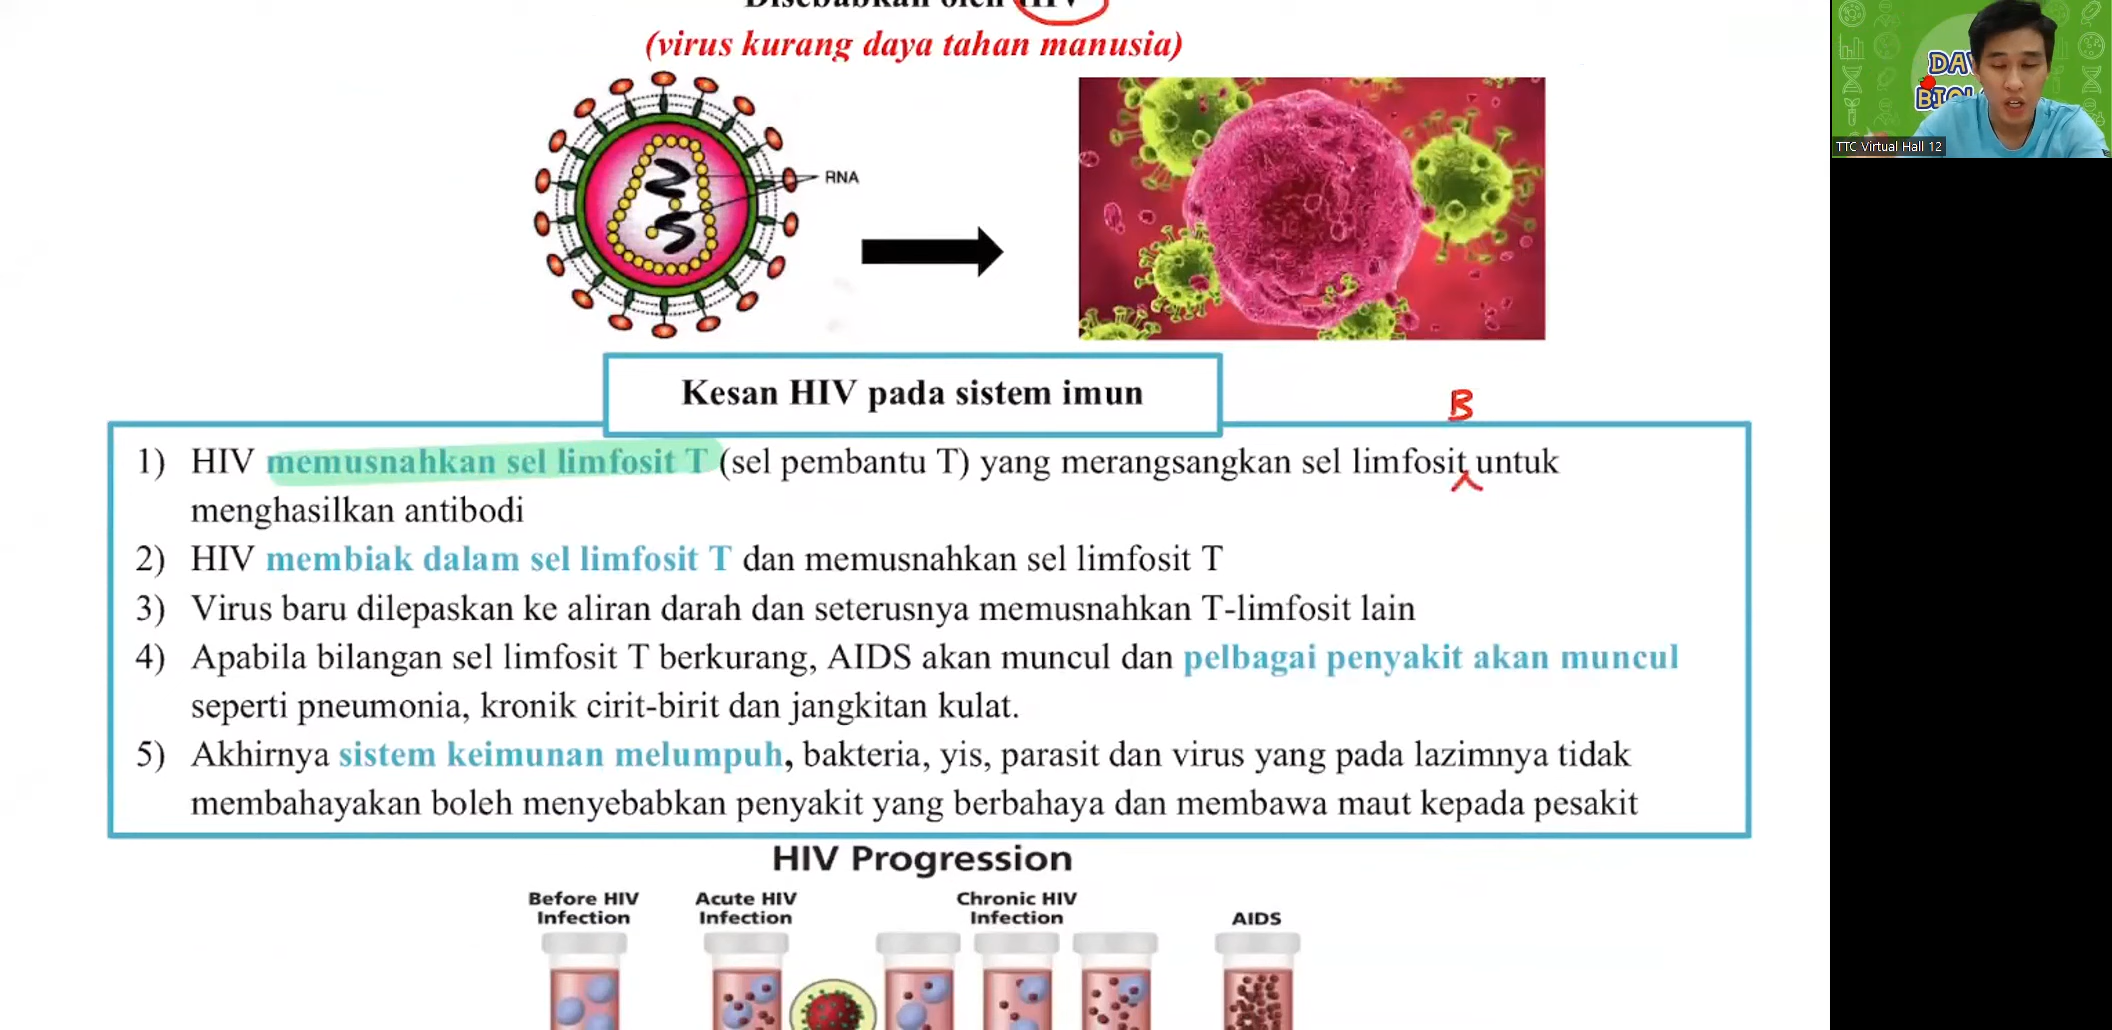 Disebabkan oleh HIV
(virus kurang daya tahan manusia)
RNA
Kesan HIV pada sistem imun
B
1) HIV memusnahkan sel limfosit T (sel pembantu T) yang merangsangkan sel limfosit untuk
menghasilkan antibodi
2) HIV membiak dalam sel limfosit T dan memusnahkan sel limfosit T
3) Virus baru dilepaskan ke aliran darah dan seterusnya memusnahkan T-limfosit lain
4) Apabila bilangan sel limfosit T berkurang, AIDS akan muncul dan pelbagai penyakit akan muncul
seperti pneumonia, kronik cirit-birit dan jangkitan kulat.
5) Akhirnya sistem keimunan melumpuh, bakteria, yis, parasit dan virus yang pada lazimnya tidak
membahayakan boleh menyebabkan penyakit yang berbahaya dan membawa maut kepada pesakit
HIV Progression
Before HIV
Infection
Acute HIV
Infection
Chronic HIV
Infection
AIDS
TTC Virtual Hall 12